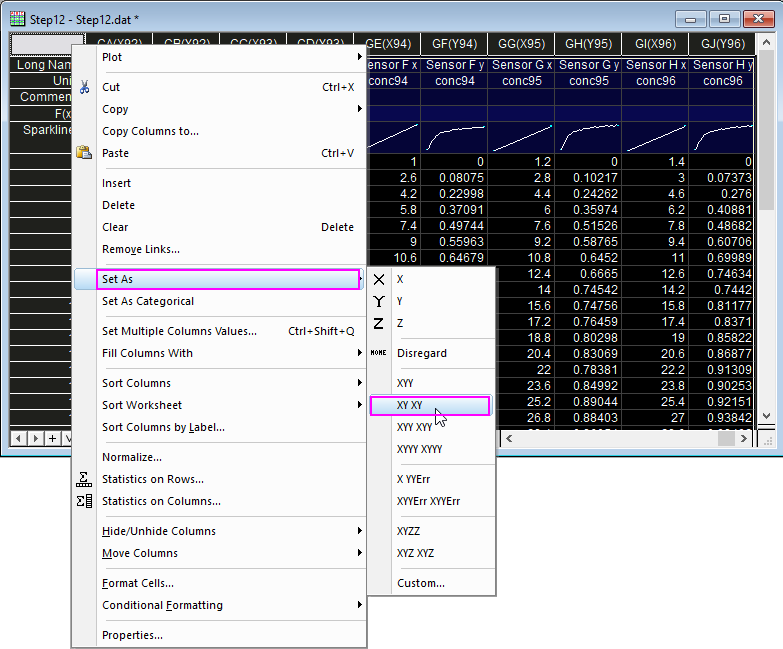 Step12 - Step12.dat *
CA(X92) CB(Y92) CC(X93) CD(Y93) GE(X94) GF(Y94) GG(X95) GH(Y95) GI(X96) GJ(Y96)
Long Nam Sensor F x Sensor F y Sensor G x Sensor G y Sensor H x Sensor H y
Uni conc94 conc95 conc95 conc96 conc96
Commen
F(x
Sparkline
1 0 1.2 0 1.4 0
2.6 0.08075 2.8 0.10217 3 0.07373
4.2 0.22998 4.4 0.24262 4.6 0.276
5.8 0.37091 6 0.35974 6.2 0.40881
7.4 0.49744 7.6 0.51526 7.8 0.48682
9 0.55963 9.2 0.58765 9.4 0.60706
10.6 0.64679 10.8 0.6452 11 0.69989
12.4 0.6665 12.6 0.74634
14 0.74542 14.2 0.7442
15.6 0.74756 15.8 0.81177
17.2 0.76459 17.4 0.8371
18.8 0.80298 19 0.85822
20.4 0.83069 20.6 0.86877
22 0.78381 22.2 0.91309
23.6 0.84992 23.8 0.90253
25.2 0.89044 25.4 0.92151
26.8 0.88403 27 0.93842
Plot
Cut Ctrl+X
Copy
Copy Columns to...
Paste Ctrl+V
Insert
Delete
Clear Delete
Remove Links...
Set As
Set As Categorical
Set Multiple Columns Values... Ctrl+Shift+Q
Fill Columns With
Sort Columns
Sort Worksheet
Sort Columns by Label...
Normalize...
Statistics on Rows...
Statistics on Columns...
Hide/Unhide Columns
Move Columns
Format Cells...
Conditional Formatting
Properties...
X X
Y Y
Z Z
NONE Disregard
XYY
XY XY
XYY XYY
XYYY XYYY
X YYErr
XYYErr XYYErr
XYZZ
XYZ XYZ
Custom...